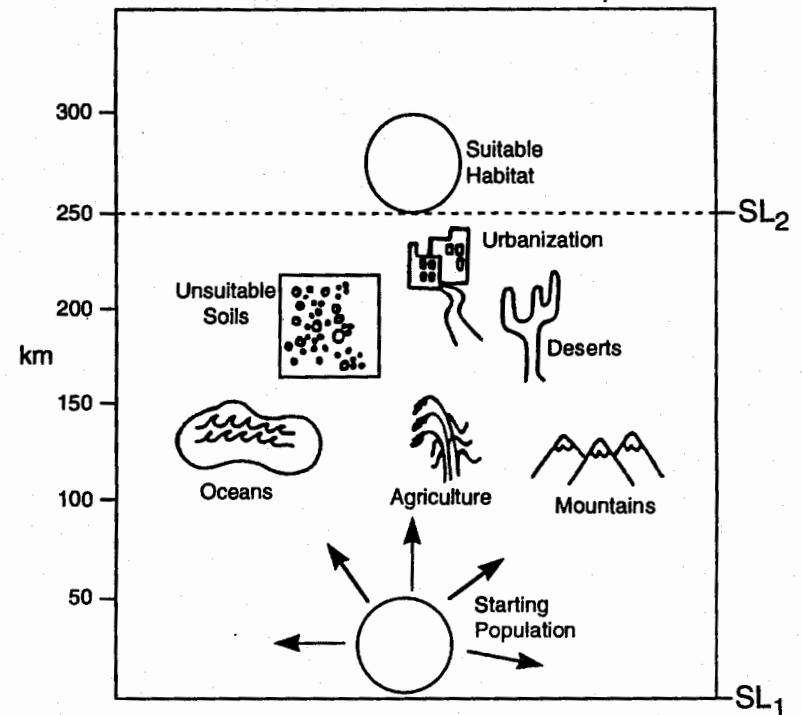 300
Suitable
Habitat
250
SL2
Urbanization
Unsuitable
Soils
200
km
Deserts
150
Oceans
Agriculture
Mountains
100
50
Starting
Population
SL1